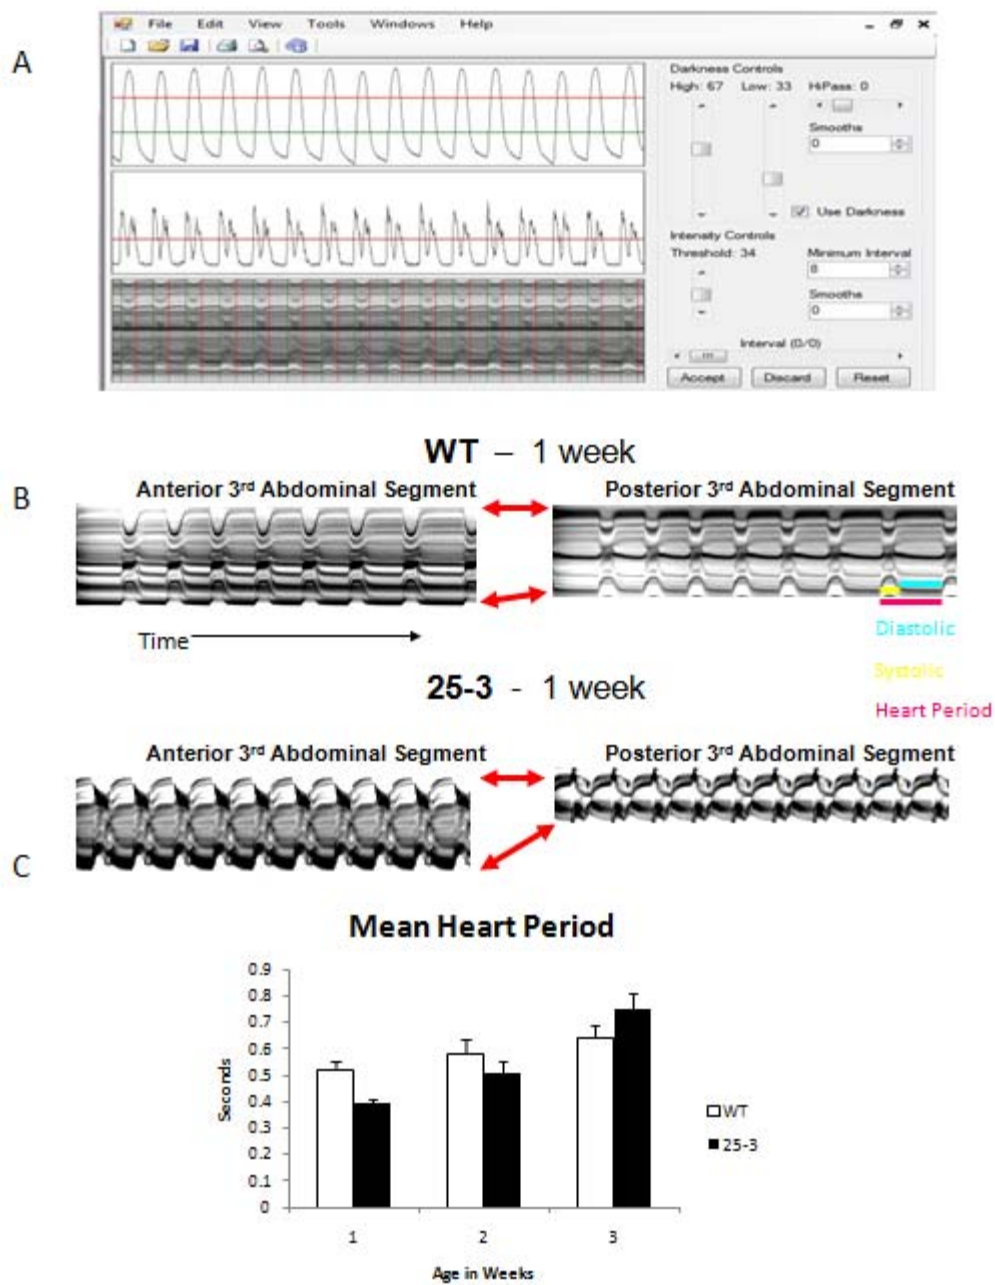 A
File Edit View Tools Windows Help
Darkness Controls
High: 67 Low: 33 HiPass: 0
Smooths
0
Use Darkness
Intensity Controls
Threshold: 34 Minimum Interval
8
Smooths
0
Interval (0/0)
Accept Discard Reset
WT – 1 week
B
Anterior 3rd Abdominal Segment Posterior 3rd Abdominal Segment
Time
Diastolic
Systolic
Heart Period
25-3 - 1 week
Anterior 3rd Abdominal Segment Posterior 3rd Abdominal Segment
C
Mean Heart Period
0.9
0.8
0.7
0.6
0.5
0.4
0.3
0.2
0.1
0
Seconds
WT
25-3
1 2 3
Age in Weeks